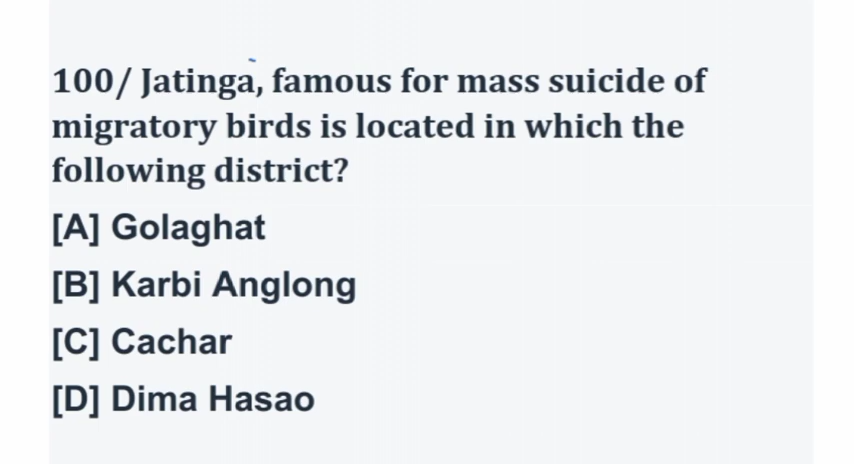 100/ Jatinga, famous for mass suicide of
migratory birds is located in which the
following district?
[A] Golaghat
[B] Karbi Anglong
[C] Cachar
[D] Dima Hasao